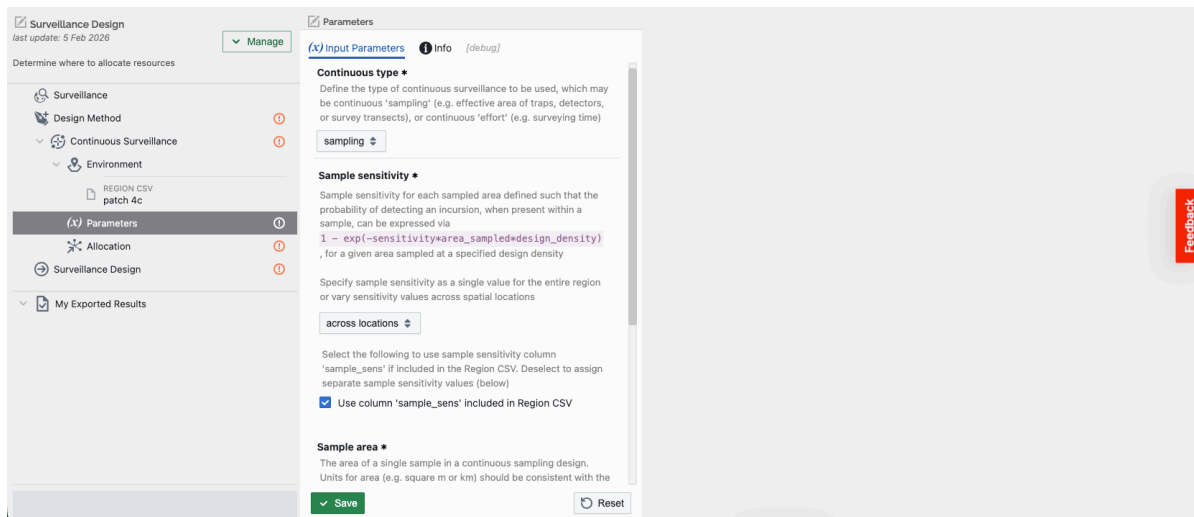 Surveillance Design
last update: 5 Feb 2026
Manage
Determine where to allocate resources
Surveillance
Design Method
Continuous Surveillance
Environment
REGION CSV
patch 4c
(x) Parameters
Allocation
Surveillance Design
My Exported Results
Parameters
(x) Input Parameters
Info
[debug]
Continuous type *
Define the type of continuous surveillance to be used, which may
be continuous 'sampling' (e.g. effective area of traps, detectors,
or survey transects), or continuous 'effort' (e.g. surveying time)
sampling
Sample sensitivity *
Sample sensitivity for each sampled area defined such that the
probability of detecting an incursion, when present within a
sample, can be expressed via
1 - exp(-sensitivity*area_sampled*design_density)
, for a given area sampled at a specified design density
Specify sample sensitivity as a single value for the entire region
or vary sensitivity values across spatial locations
across locations
Select the following to use sample sensitivity column
'sample_sens' if included in the Region CSV. Deselect to assign
separate sample sensitivity values (below)
Use column 'sample_sens' included in Region CSV
Sample area *
The area of a single sample in a continuous sampling design.
Units for area (e.g. square m or km) should be consistent with the
Save
Reset
Feedback